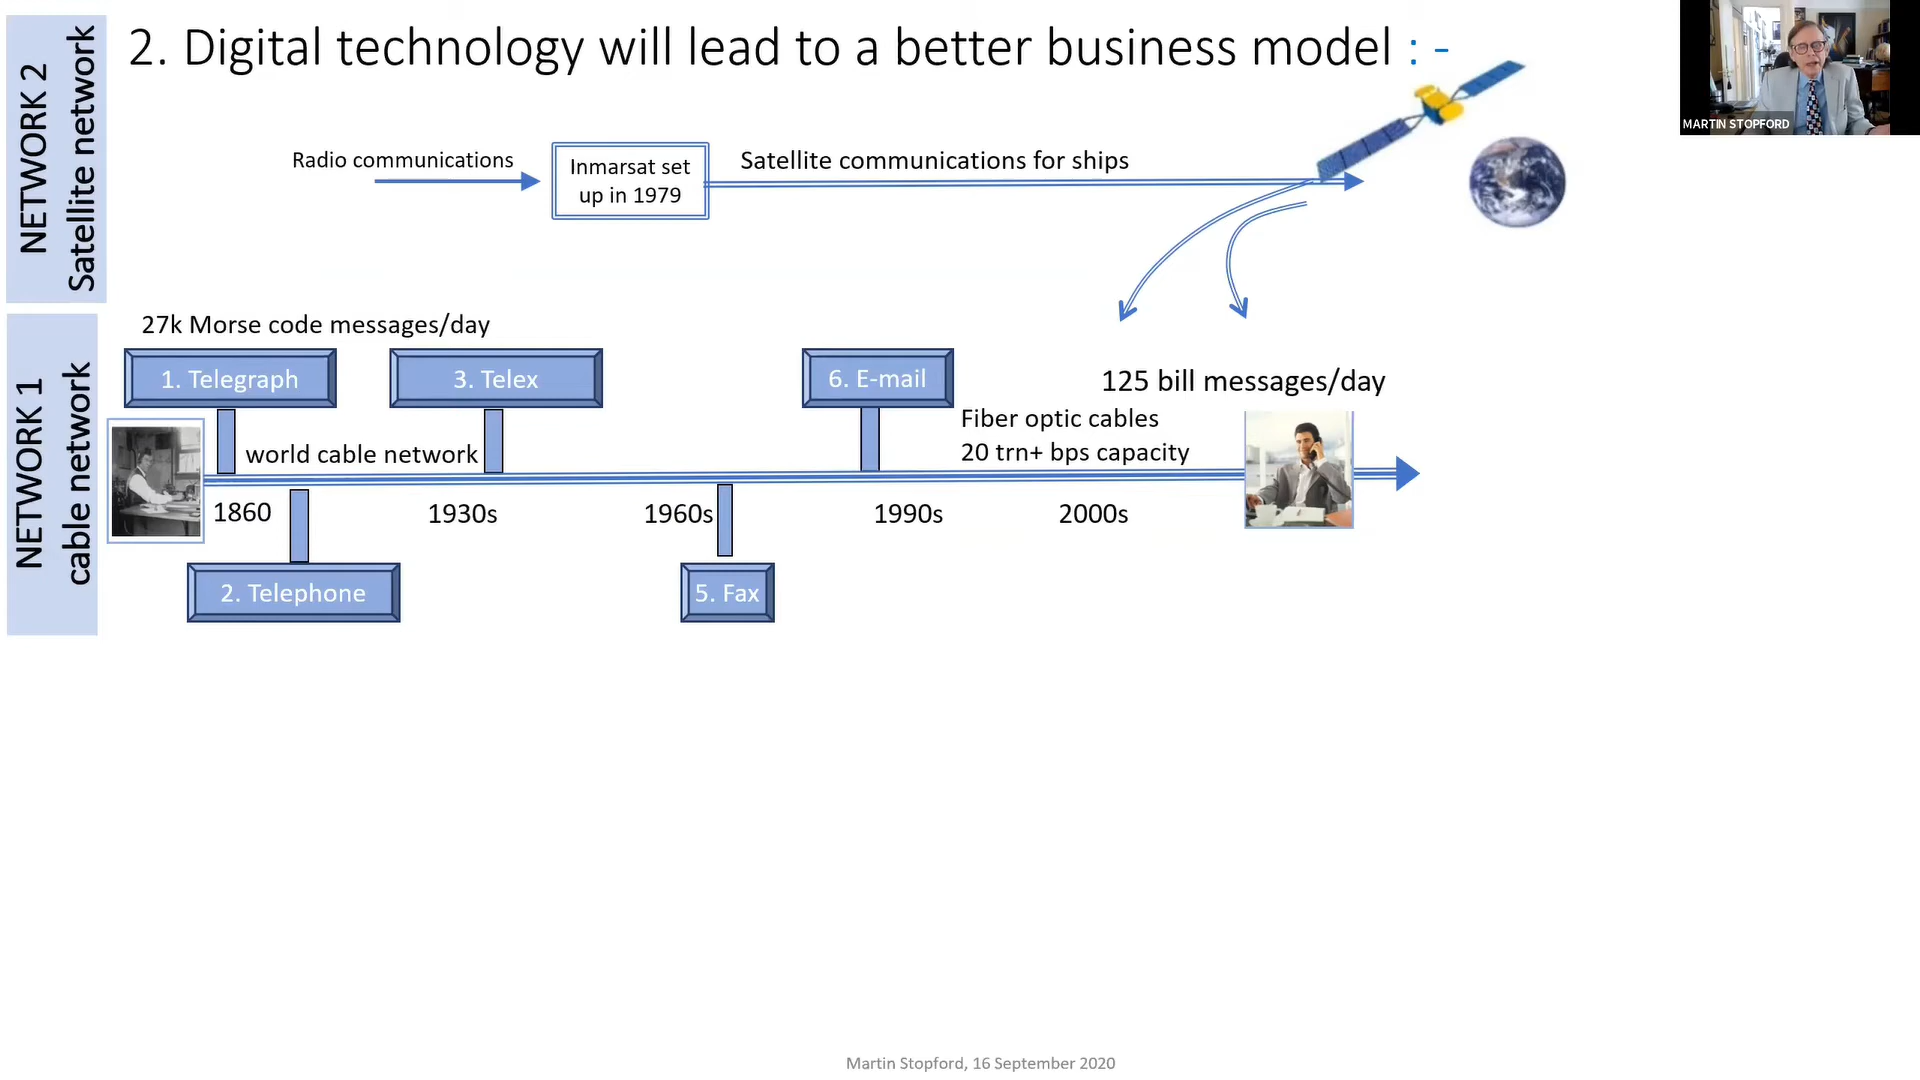 2. Digital technology will lead to a better business model : -
MARTIN STOPFORD
NETWORK 2
Satellite network
Radio communications
Inmarsat set
up in 1979
Satellite communications for ships
NETWORK 1
cable network
27k Morse code messages/day
1. Telegraph
3. Telex
6. E-mail
125 bill messages/day
Fiber optic cables
20 trn+ bps capacity
world cable network
1860
1930s
1960s
1990s
2000s
2. Telephone
5. Fax
Martin Stopford, 16 September 2020